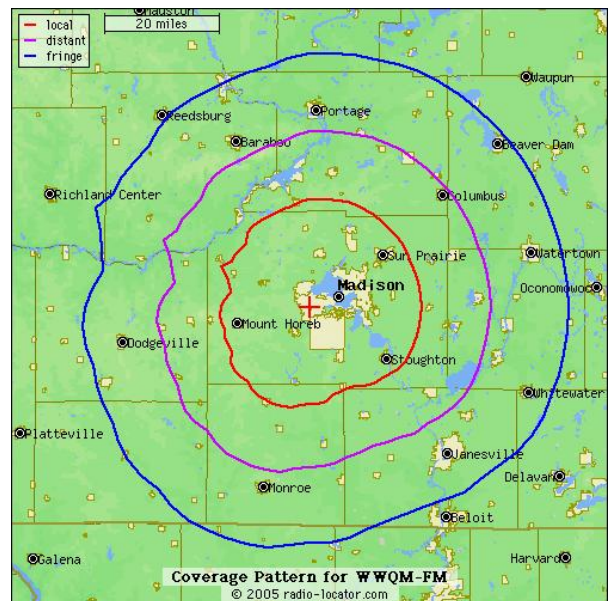 Mauston
local
20 miles
distant
fringe
Waupun
Portage
Reedsburg
Baraboo
Beaver Dam
Richland Center
Columbus
Sun Prairie
Watertown
Madison
Oconomowoc
Mount Horeb
Dodgeville
Stoughton
Whitewater
Platteville
Janesville
Monroe
Delavan
Beloit
Galena
Harvard
Coverage Pattern for WWQM-FM
© 2005 radio-locator.com